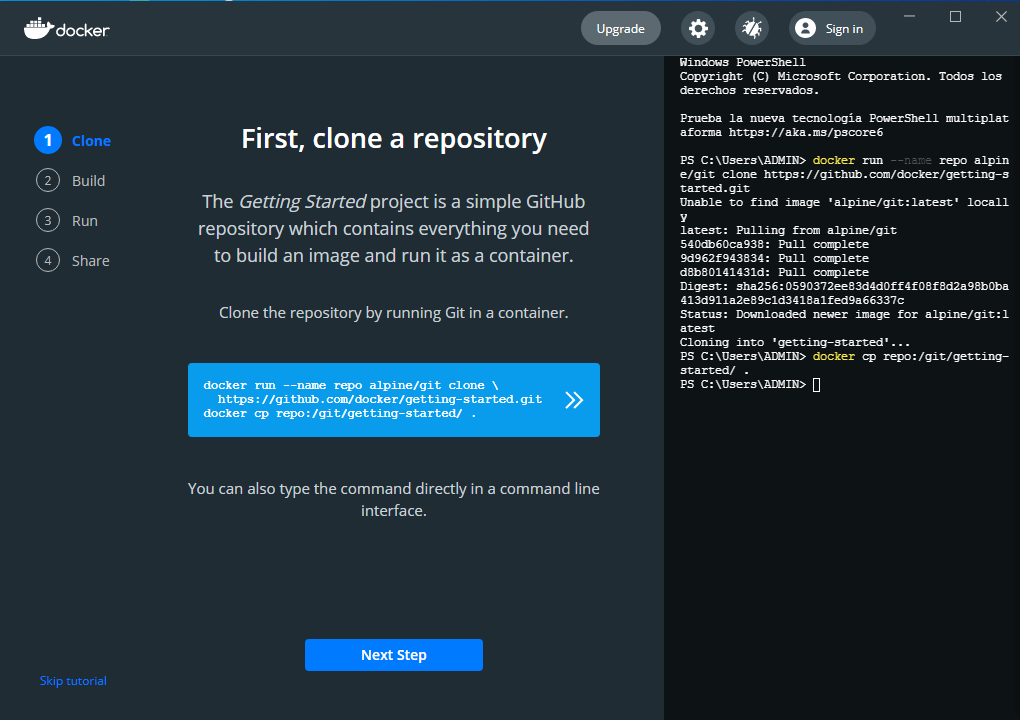 docker
Upgrade
Sign in
1 Clone
2 Build
3 Run
4 Share
First, clone a repository
The Getting Started project is a simple GitHub
repository which contains everything you need
to build an image and run it as a container.
Clone the repository by running Git in a container.
docker run --name repo alpine/git clone \
https://github.com/docker/getting-started.git
docker cp repo:/git/getting-started/ .
You can also type the command directly in a command line
interface.
Next Step
Skip tutorial
Windows PowerShell
Copyright (C) Microsoft Corporation. Todos los
derechos reservados.
Prueba la nueva tecnología PowerShell multiplat
aforma https://aka.ms/pscore6
PS C:\Users\ADMIN> docker run --name repo alpin
e/git clone https://github.com/docker/getting-s
tarted.git
Unable to find image 'alpine/git:latest' locall
y
latest: Pulling from alpine/git
540db60ca938: Pull complete
9d962f943834: Pull complete
d8b80141431d: Pull complete
Digest: sha256:0590372ee83d4d0ff4f08f8d2a98b0ba
413d911a2e89c1d3418a1fed9a66337c
Status: Downloaded newer image for alpine/git:l
atest
Cloning into 'getting-started'...
PS C:\Users\ADMIN> docker cp repo:/git/getting-
started/ .
PS C:\Users\ADMIN>